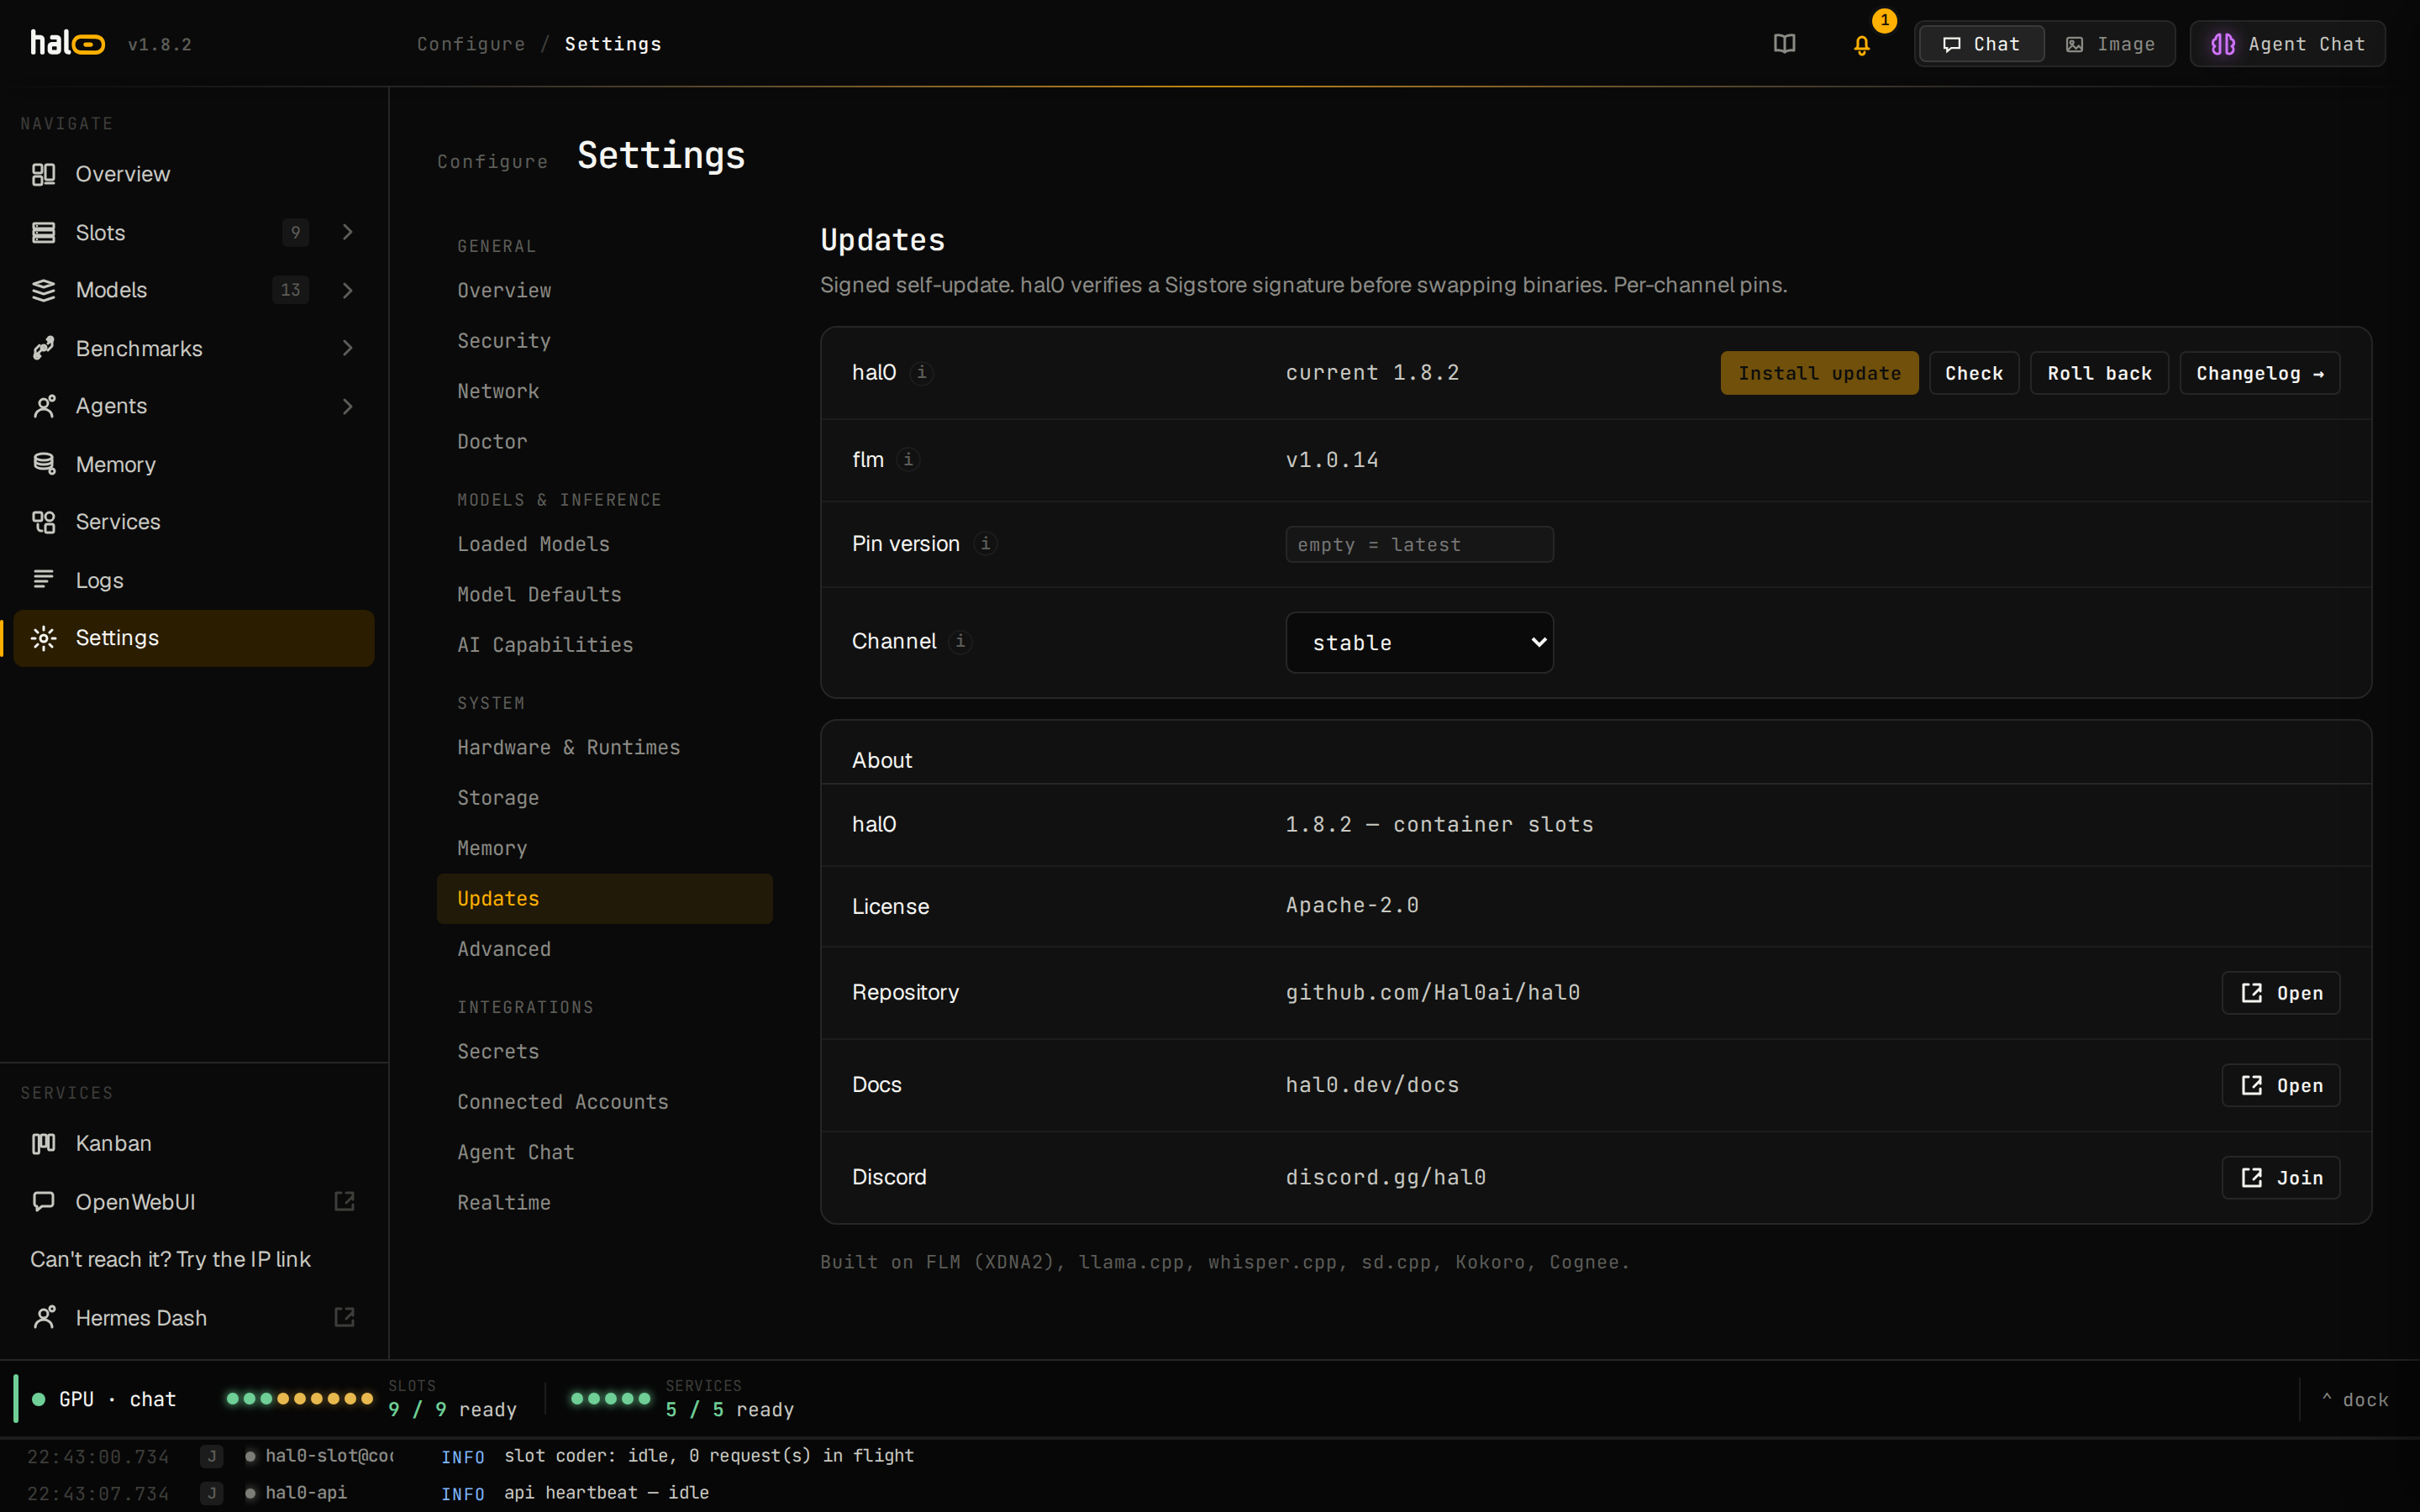 halo v1.8.2
Configure / Settings
1
Chat
Image
Agent Chat
NAVIGATE
Overview
Slots 9
Models 13
Benchmarks
Agents
Memory
Services
Logs
Settings
SERVICES
Kanban
OpenWebUI
Can't reach it? Try the IP link
Hermes Dash
Configure Settings
GENERAL
Overview
Security
Network
Doctor
MODELS & INFERENCE
Loaded Models
Model Defaults
AI Capabilities
SYSTEM
Hardware & Runtimes
Storage
Memory
Updates
Advanced
INTEGRATIONS
Secrets
Connected Accounts
Agent Chat
Realtime
Updates
Signed self-update. hal0 verifies a Sigstore signature before swapping binaries. Per-channel pins.
hal0 i current 1.8.2 Install update Check Roll back Changelog →
flm i v1.0.14
Pin version i empty = latest
Channel i stable
About
hal0 1.8.2 — container slots
License Apache-2.0
Repository github.com/Hal0ai/hal0 Open
Docs hal0.dev/docs Open
Discord discord.gg/hal0 Join
Built on FLM (XDNA2), llama.cpp, whisper.cpp, sd.cpp, Kokoro, Cognee.
GPU · chat
SLOTS
9 / 9 ready
SERVICES
5 / 5 ready
^ dock
22:43:00.734 J hal0-slot@co INFO slot coder: idle, 0 request(s) in flight
22:43:07.734 J hal0-api INFO api heartbeat — idle